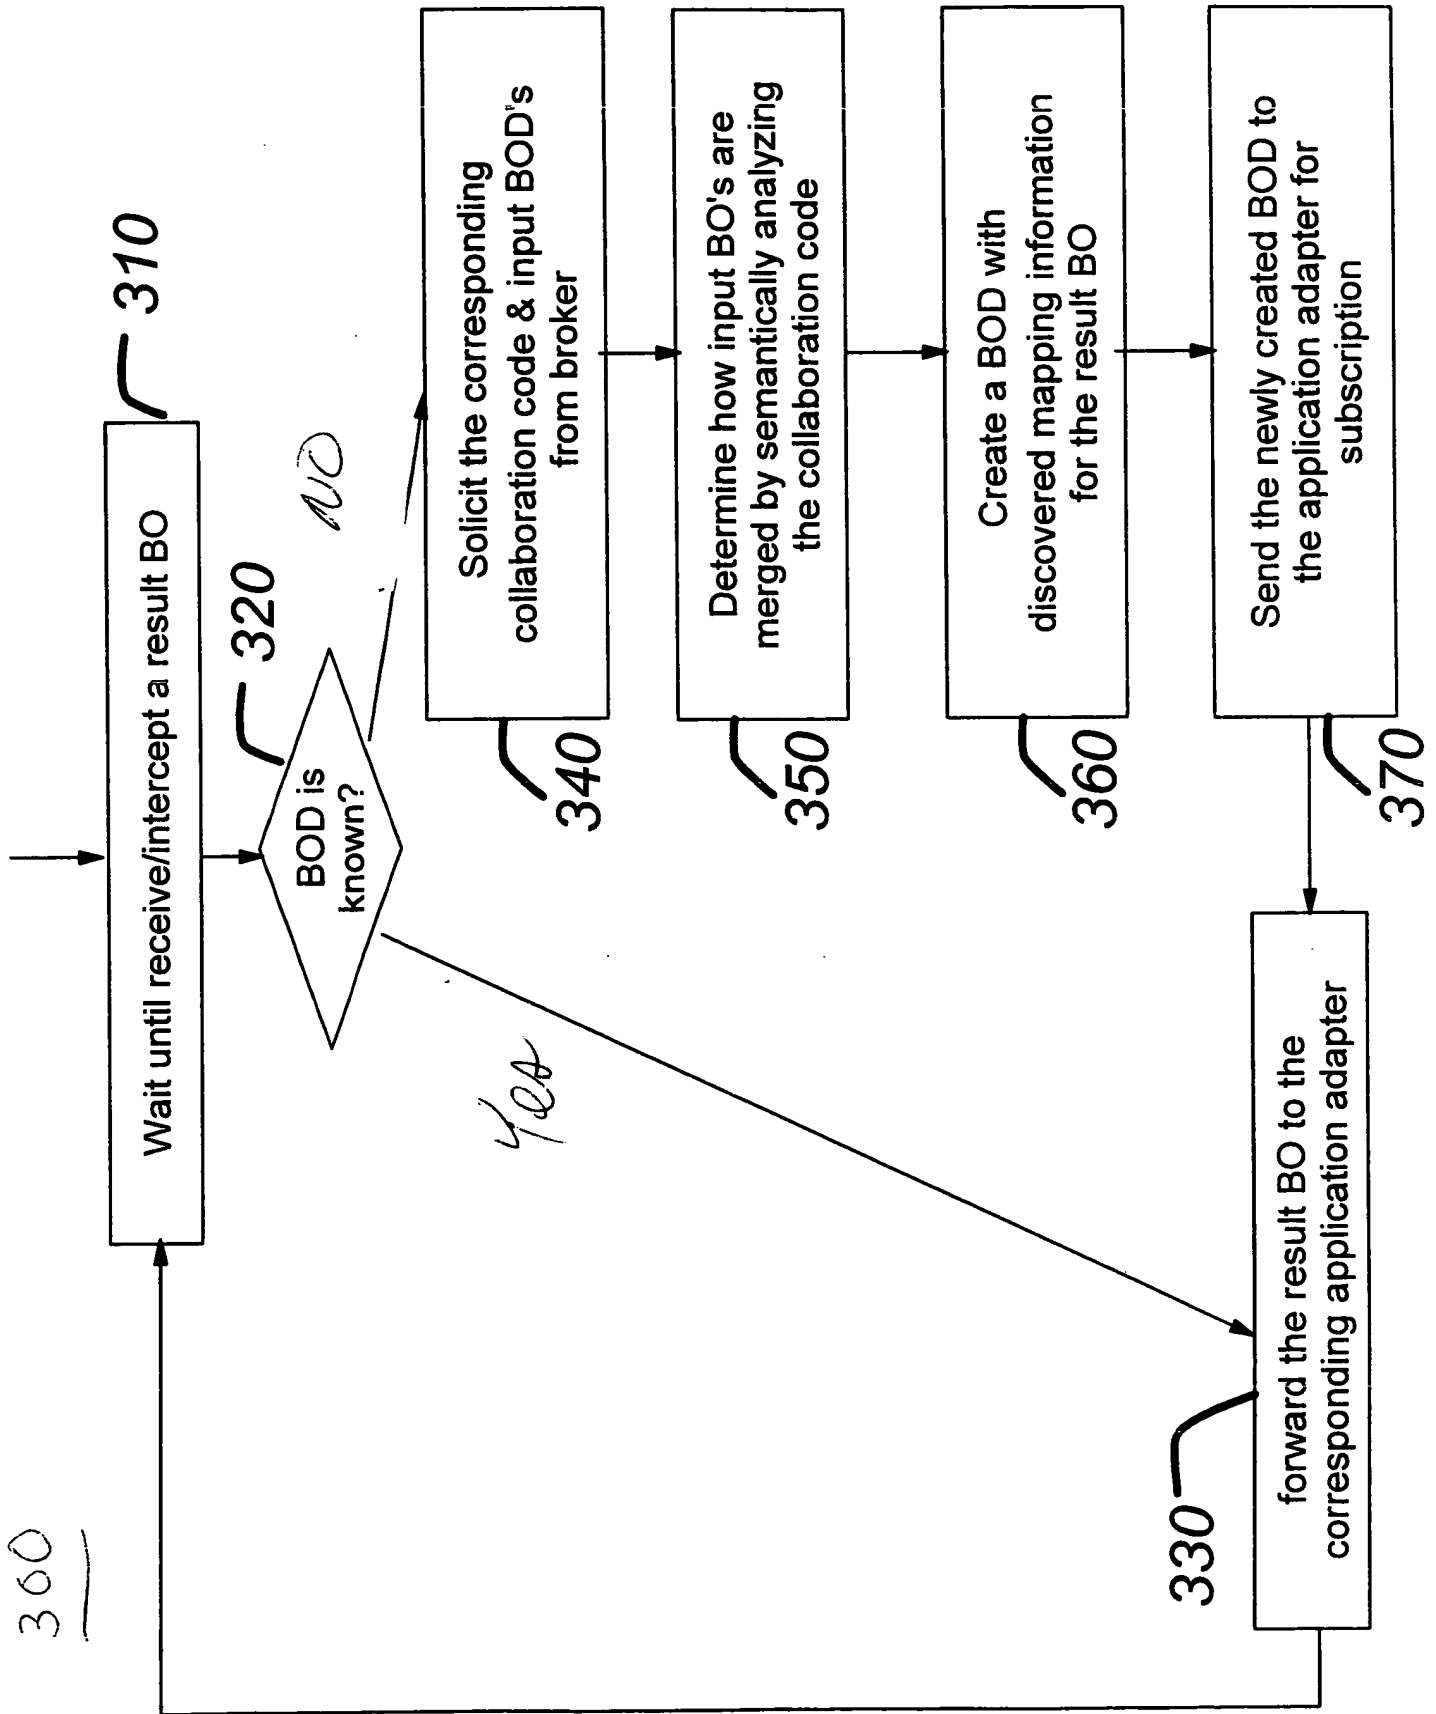 300
Wait until receive/intercept a result BO
310
BOD is
known?
320
NO
Yes
Solicit the corresponding
collaboration code & input BOD's
from broker
340
Determine how input BO's are
merged by semantically analyzing
the collaboration code
350
Create a BOD with
discovered mapping information
for the result BO
360
Send the newly created BOD to
the application adapter for
subscription
370
forward the result BO to the
corresponding application adapter
330